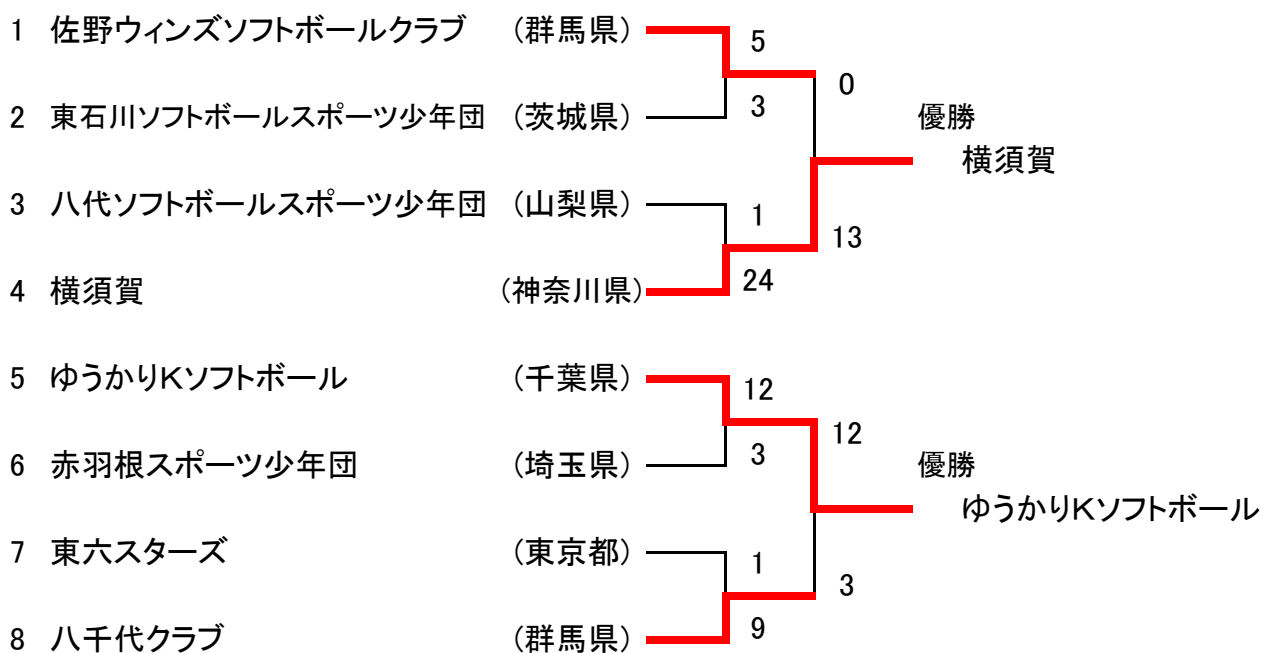 1 佐野ウィンズソフトボールクラブ (群馬県) 5
0
2 東石川ソフトボールスポーツ少年団 (茨城県) 3
優勝
横須賀
3 八代ソフトボールスポーツ少年団 (山梨県) 1
13
4 横須賀 (神奈川県) 24
5 ゆうかりKソフトボール (千葉県) 12
12
6 赤羽根スポーツ少年団 (埼玉県) 3
優勝
ゆうかりKソフトボール
7 東六スターズ (東京都) 1
3
8 八千代クラブ (群馬県) 9